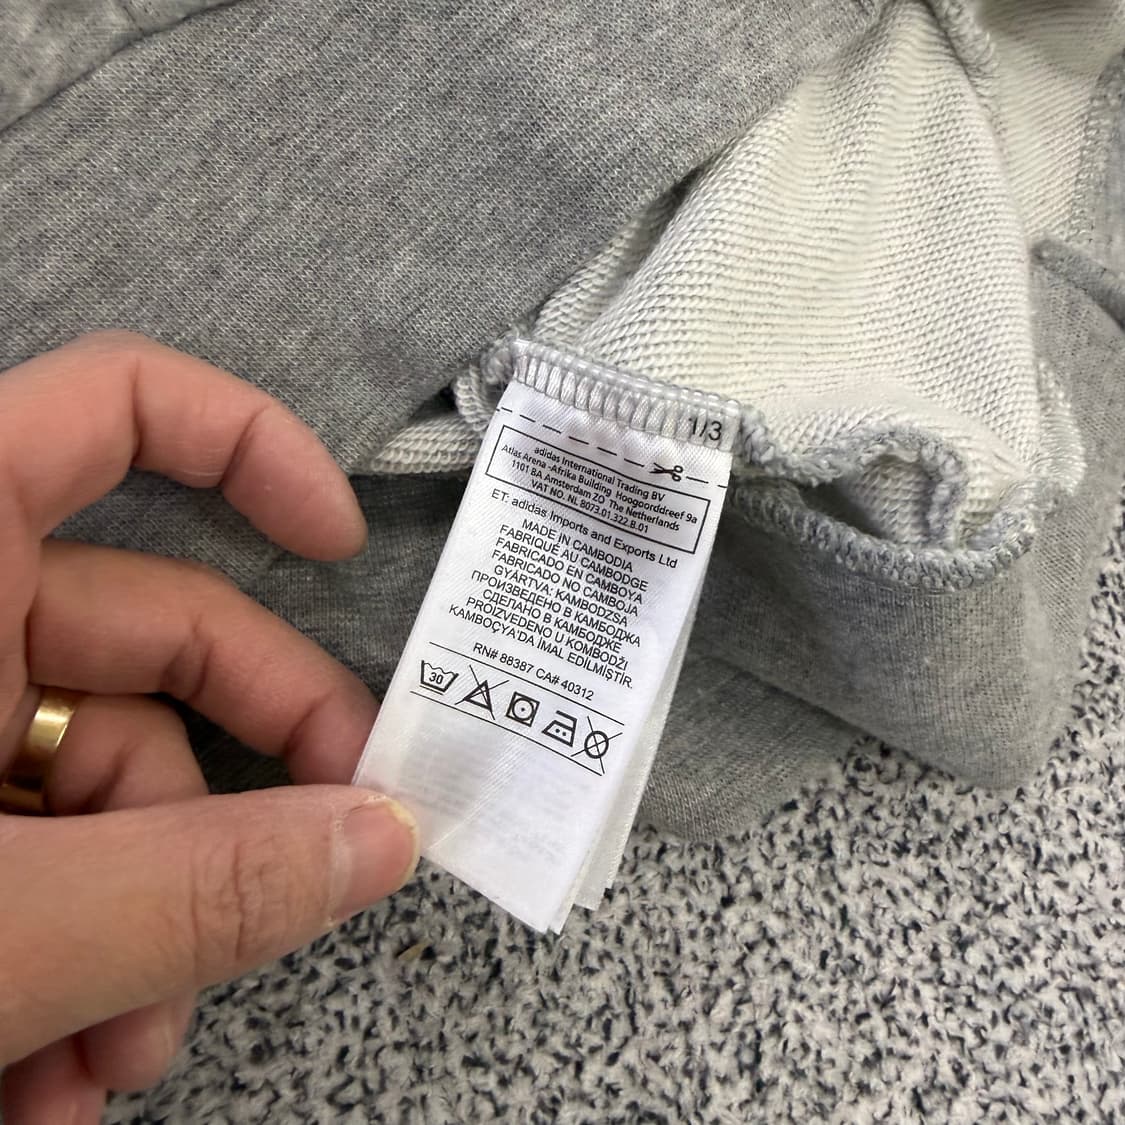 1/3
adidas International Trading BV
Atlas Arena -Afrika Building Hoogoorddreef 9a
1101 BA Amsterdam ZO The Netherlands
VAT NO. NL 8073.01.322.B.01
ET: adidas Imports and Exports Ltd
MADE IN CAMBODIA
FABRIQUÉ AU CAMBODGE
FABRICADO EN CAMBOYA
FABRICADO NO CAMBOJA
GYÁRTVA: KAMBODZSA
ПРОИЗВЕДЕНО В КАМБОДЖА
СДЕЛАНО В КАМБОДЖЕ
PROIZVEDENO U KOMBODŽI
KAMBOÇYA'DA İMAL EDİLMİŞTİR.
RN# 88387 CA# 40312
30